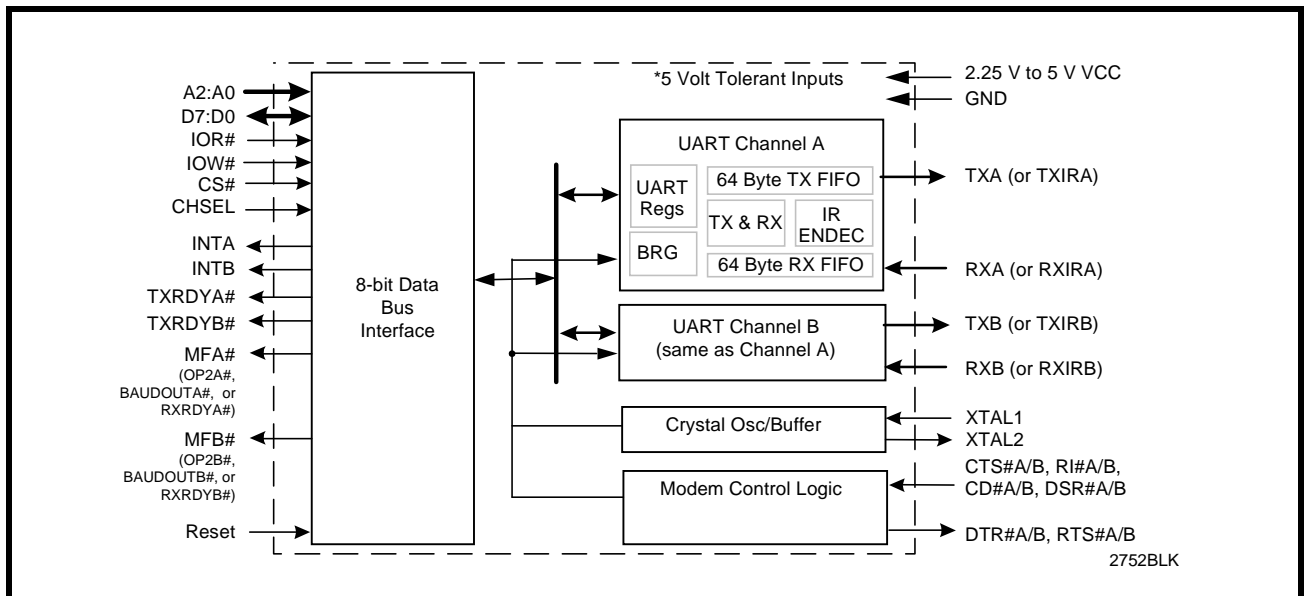 A2:A0
D7:D0
IOR#
IOW#
CS#
CHSEL
INTA
INTB
TXRDYA#
TXRDYB#
MFA#
(OP2A#,
BAUDOUTA#, or
RXRDYA#)
MFB#
(OP2B#,
BAUDOUTB#, or
RXRDYB#)
Reset
8-bit Data
Bus
Interface
*5 Volt Tolerant Inputs
UART Channel A
UART
Regs
BRG
64 Byte TX FIFO
TX & RX
IR
ENDEC
64 Byte RX FIFO
UART Channel B
(same as Channel A)
Crystal Osc/Buffer
Modem Control Logic
2.25 V to 5 V VCC
GND
TXA (or TXIRA)
RXA (or RXIRA)
TXB (or TXIRB)
RXB (or RXIRB)
XTAL1
XTAL2
CTS#A/B, RI#A/B,
CD#A/B, DSR#A/B
DTR#A/B, RTS#A/B
2752BLK